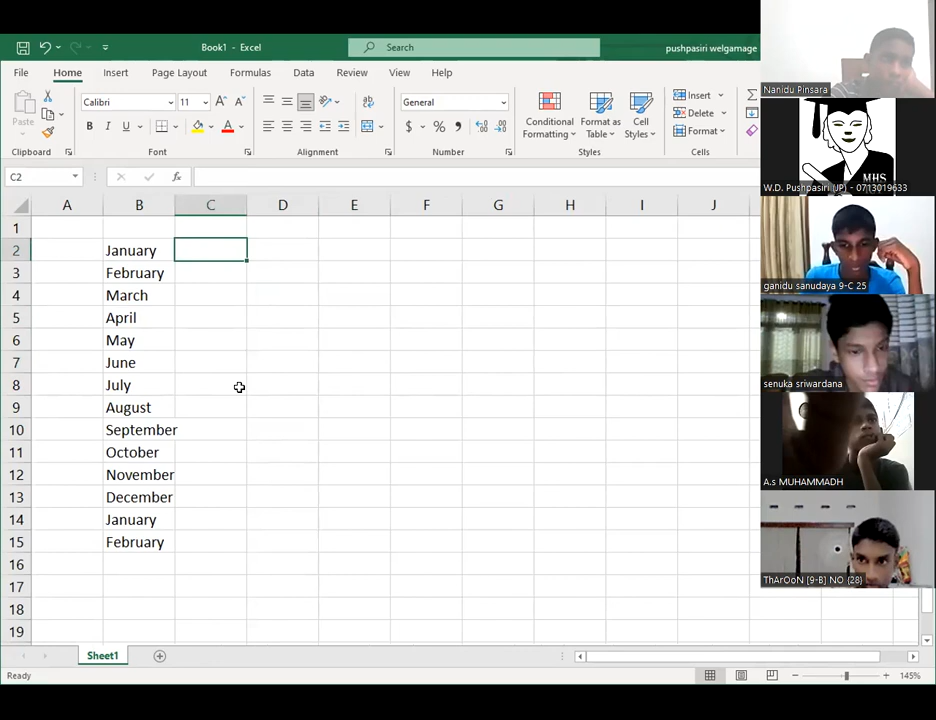 Book1 - Excel
Search
pushpasiri welgamage
File Home Insert Page Layout Formulas Data Review View Help
Calibri 11 General
Paste
B I U
Conditional Formatting
Format as Table
Cell Styles
Insert
Delete
Format
Clipboard Font Alignment Number Styles Cells
C2 fx
A B C D E F G H I J
1
2 January
3 February
4 March
5 April
6 May
7 June
8 July
9 August
10 September
11 October
12 November
13 December
14 January
15 February
16
17
18
19
Sheet1
Ready
145%
Nanidu Pinsara
MHS
W.D. Pushpasiri (JP) - 0713019633
ganidu sanudaya 9-C 25
senuka sriwardana
A.s MUHAMMADH
ThArOoN [9-B] NO (28)